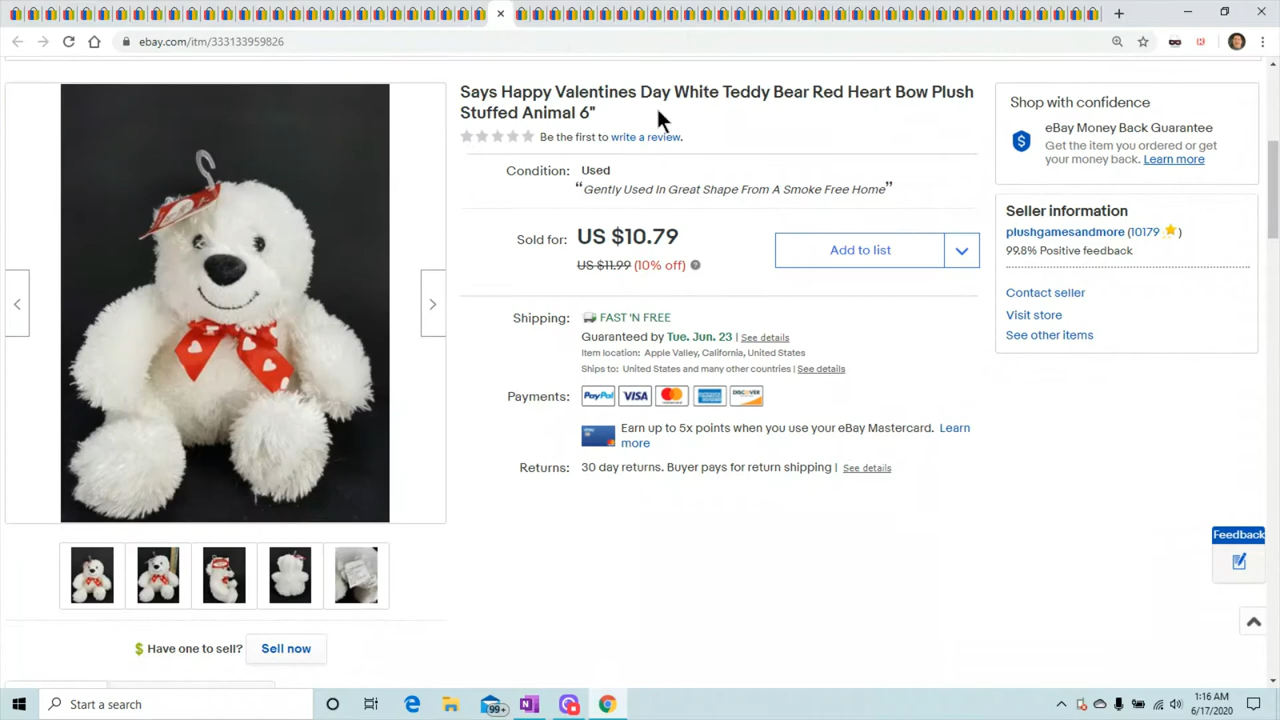 ebay.com/itm/333133959826
Says Happy Valentines Day White Teddy Bear Red Heart Bow Plush
Stuffed Animal 6"
Be the first to write a review.
Condition: Used
“Gently Used In Great Shape From A Smoke Free Home”
Sold for: US $10.79
US $11.99 (10% off)
Add to list
Shipping: FAST 'N FREE
Guaranteed by Tue. Jun. 23 | See details
Item location: Apple Valley, California, United States
Ships to: United States and many other countries | See details
Payments: PayPal VISA MasterCard AMERICAN EXPRESS DISCOVER
Earn up to 5x points when you use your eBay Mastercard. Learn
more
Returns: 30 day returns. Buyer pays for return shipping | See details
Shop with confidence
eBay Money Back Guarantee
Get the item you ordered or get
your money back. Learn more
Seller information
plushgamesandmore (10179 )
99.8% Positive feedback
Contact seller
Visit store
See other items
Feedback
Have one to sell? Sell now
Start a search
99+
1:16 AM
6/17/2020